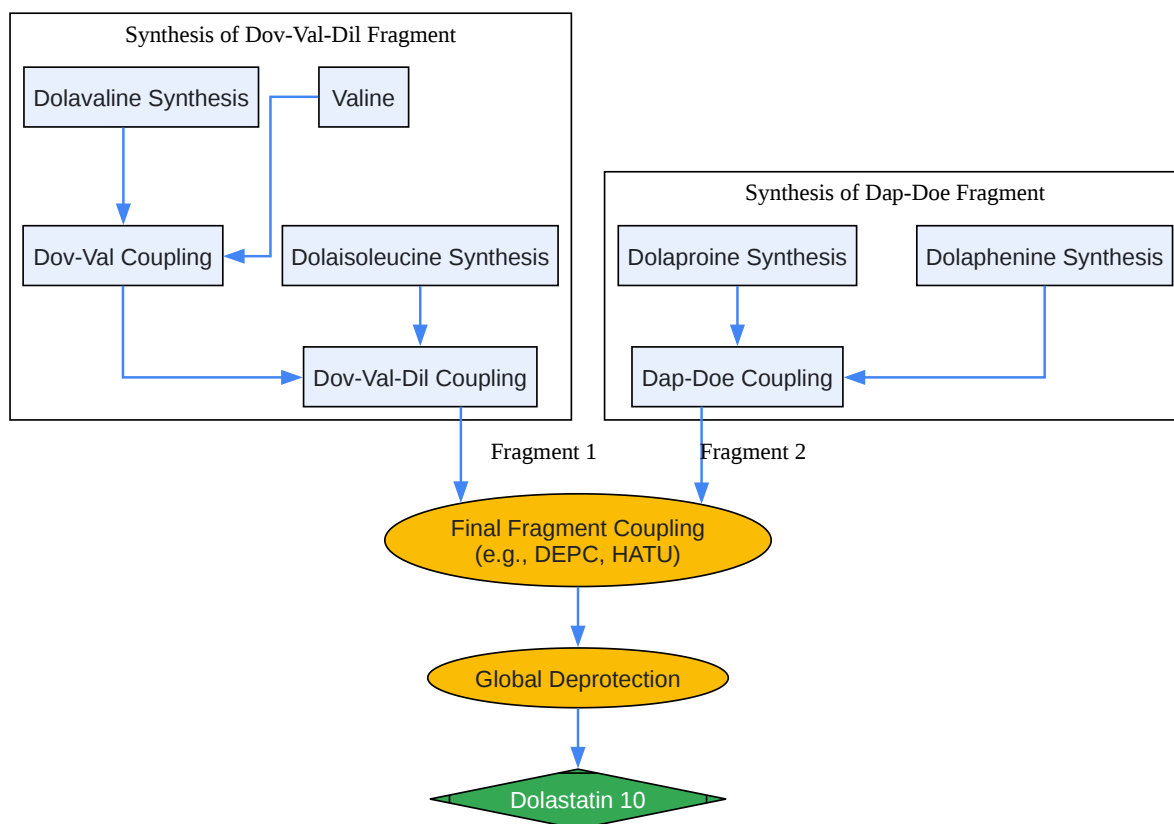 Synthesis of Dov-Val-Dil Fragment
Dolavaline Synthesis
Valine
Dov-Val Coupling
Dolaisoleucine Synthesis
Dov-Val-Dil Coupling
Synthesis of Dap-Doe Fragment
Dolaproine Synthesis
Dolaphenine Synthesis
Dap-Doe Coupling
Fragment 1
Fragment 2
Final Fragment Coupling
(e.g., DEPC, HATU)
Global Deprotection
Dolastatin 10